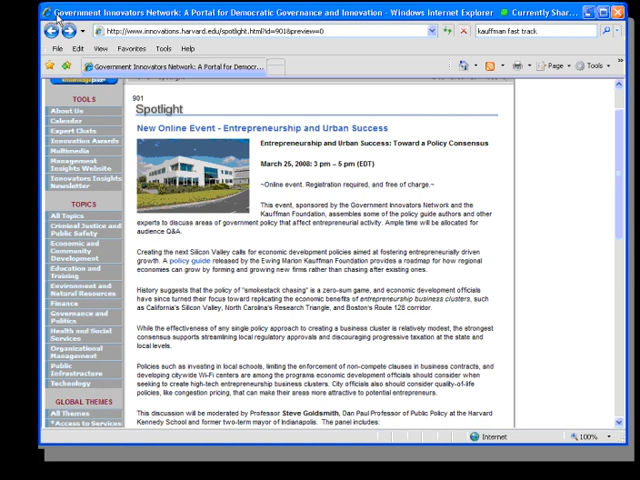 Government Innovators Network: A Portal for Democratic Governance and Innovation - Windows Internet Explorer
Currently Shar...
http://www.innovations.harvard.edu/spotlight.html?id=901&preview=0
kauffman fast track
File Edit View Favorites Tools Help
Government Innovators Network: A Portal for Democr...
Page Tools
TOOLS
About Us
Calendar
Expert Chats
Innovation Awards
Multimedia
Management
Insights Website
Innovators Insights
Newsletter
TOPICS
All Topics
Criminal Justice and
Public Safety
Economic and
Community
Development
Education and
Training
Environment and
Natural Resources
Finance
Governance and
Politics
Health and Social
Services
Organizational
Management
Public
Infrastructure
Technology
GLOBAL THEMES
All Themes
*Access to Services
901
Spotlight
New Online Event - Entrepreneurship and Urban Success
Entrepreneurship and Urban Success: Toward a Policy Consensus
March 25, 2008: 3 pm – 5 pm (EDT)
~Online event. Registration required, and free of charge.~
This event, sponsored by the Government Innovators Network and the
Kauffman Foundation, assembles some of the policy guide authors and other
experts to discuss areas of government policy that affect entrepreneurial activity. Ample time will be allocated for
audience Q&A.
Creating the next Silicon Valley calls for economic development policies aimed at fostering entrepreneurially driven
growth. A policy guide released by the Ewing Marion Kauffman Foundation provides a roadmap for how regional
economies can grow by forming and growing new firms rather than chasing after existing ones.
History suggests that the policy of "smokestack chasing" is a zero-sum game, and economic development officials
have since turned their focus toward replicating the economic benefits of entrepreneurship business clusters, such
as California's Silicon Valley, North Carolina's Research Triangle, and Boston's Route 128 corridor.
While the effectiveness of any single policy approach to creating a business cluster is relatively modest, the strongest
consensus supports streamlining local regulatory approvals and discouraging progressive taxation at the state and
local levels.
Policies such as investing in local schools, limiting the enforcement of non-compete clauses in business contracts, and
developing citywide Wi-Fi centers are among the programs economic development officials should consider when
seeking to create high-tech entrepreneurship business clusters. City officials also should consider quality-of-life
policies, like congestion pricing, that can make areas more attractive to potential entrepreneurs.
This discussion will be moderated by Professor Steve Goldsmith, Dan Paul Professor of Public Policy at the Harvard
Kennedy School and former two-term mayor of Indianapolis. The panel includes:
Internet
100%